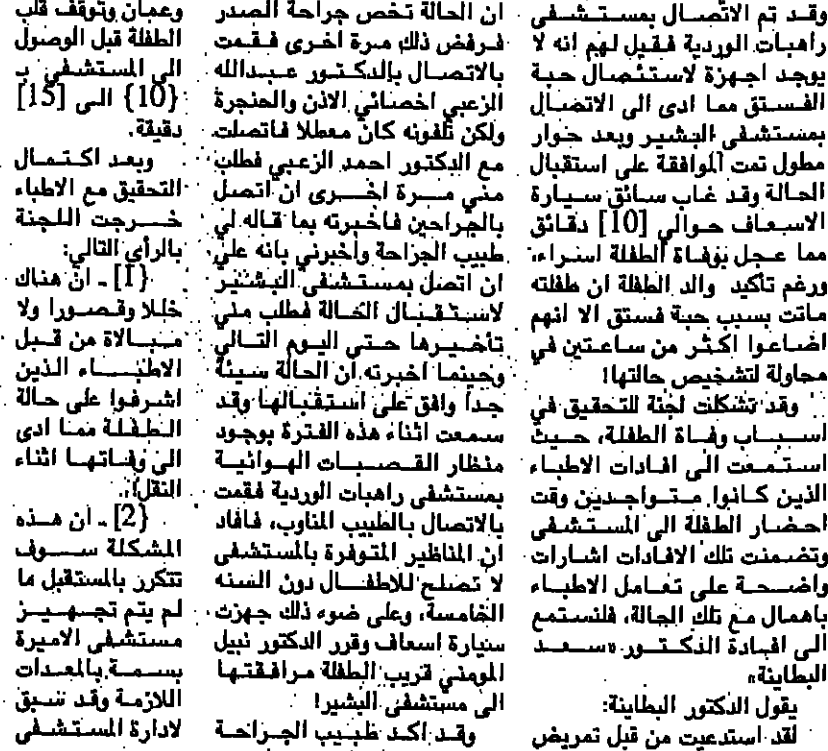 وقد تم الاتصال بمستشفى
راهبات الوردية فقيل لهم انه لا
يوجد اجهزة لاستئصال حبة
الفستق مما ادى الى الاتصال
بمستشفى البشير وبعد حوار
مطول تمت الموافقة على استقبال
الحالة وقد غاب سائق سيارة
الاسعاف حوالي [10] دقائق
مما عجل بوفاة الطفلة اسراء،
ورغم تأكيد والد الطفلة ان طفلته
ماتت بسبب حبة فستق الا انهم
اضاعوا اكثر من ساعتين في
محاولة لتشخيص حالتها!
وقد تشكلت لجنة للتحقيق في
اسباب وفاة الطفلة، حيث
استمعت الى افادات الاطباء
الذين كانوا متواجدين وقت
احضار الطفلة الى المستشفى
وتضمنت تلك الافادات اشارات
واضحة على تعامل الاطباء
باهمال مع تلك الحالة، فلنستمع
الى افادة الدكتور «سعد
البطاينة»
يقول الدكتور البطاينة:
لقد استدعيت من قبل تمريض
ان الحالة تخص جراحة الصدر
فرفض ذلك مرة اخرى فقمت
بالاتصال بالدكتور عبدالله
الزعبي اخصائي الاذن والحنجرة
ولكن تلفونه كان معطلا فاتصلت
مع الدكتور احمد الزعبي فطلب
مني مرة اخرى ان اتصل
بالجراحين فاخبرته بما قاله لي
طبيب الجراحة واخبرني بانه علي
ان اتصل بمستشفى البشير
لاستقبال الحالة فطلب مني
تأخيرها حتى اليوم التالي
وحينما اخبرته ان الحالة سيئة
جدا وافق على استقبالها وقد
سمعت اثناء هذه الفترة بوجود
منظار القصبات الهوائية
بمستشفى راهبات الوردية فقمت
بالاتصال بالطبيب المناوب، فافاد
ان المناظير المتوفرة بالمستشفى
لا تصلح للاطفال دون السنه
الخامسة، وعلى ضوء ذلك جهزت
سيارة اسعاف وقرر الدكتور نبيل
المومني قريب الطفلة مرافقتها
الى مستشفى البشير!
وقد اكد طبيب الجراحة
وعمان وتوقف قلب
الطفلة قبل الوصول
الى المستشفى بـ
{10} الى [15]
دقيقة.
وبعد اكتمال
التحقيق مع الاطباء
خرجت اللجنة
بالرأي التالي:
{1] ـ ان هناك
خللا وقصورا ولا
مبالاة من قبل
الاطباء الذين
اشرفوا على حالة
الطفلة مما ادى
الى وفاتها اثناء
النقل!.
{2] ـ ان هذه
المشكلة سوف
تتكرر بالمستقبل ما
لم يتم تجهيز
مستشفى الاميرة
بسمة بالمعدات
اللازمة وقد سبق
لادارة المستشفى